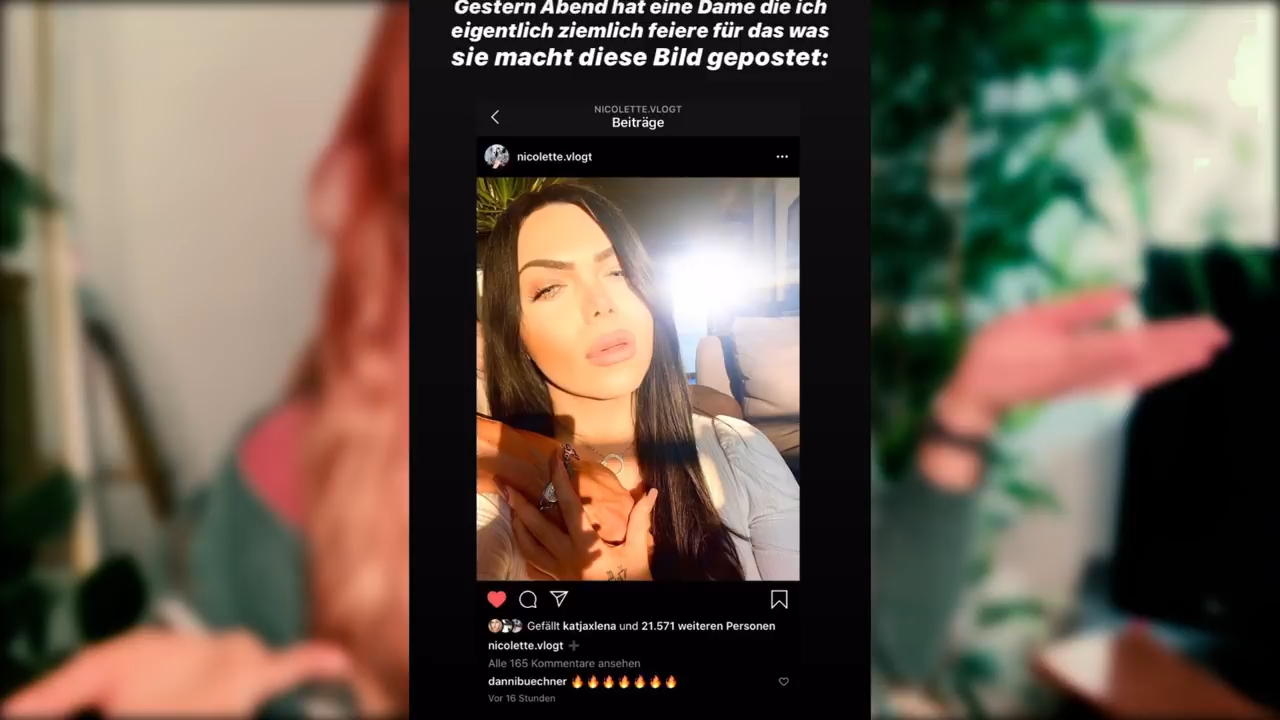 Gestern Abend hat eine Dame die ich
eigentlich ziemlich feiere für das was
sie macht diese Bild gepostet:
NICOLETTE.VLOGT
Beiträge
nicolette.vlogt
Gefällt katjaxlena und 21.571 weiteren Personen
nicolette.vlogt ➕
Alle 165 Kommentare ansehen
dannibuechner 🔥🔥🔥🔥🔥🔥🔥
Vor 16 Stunden